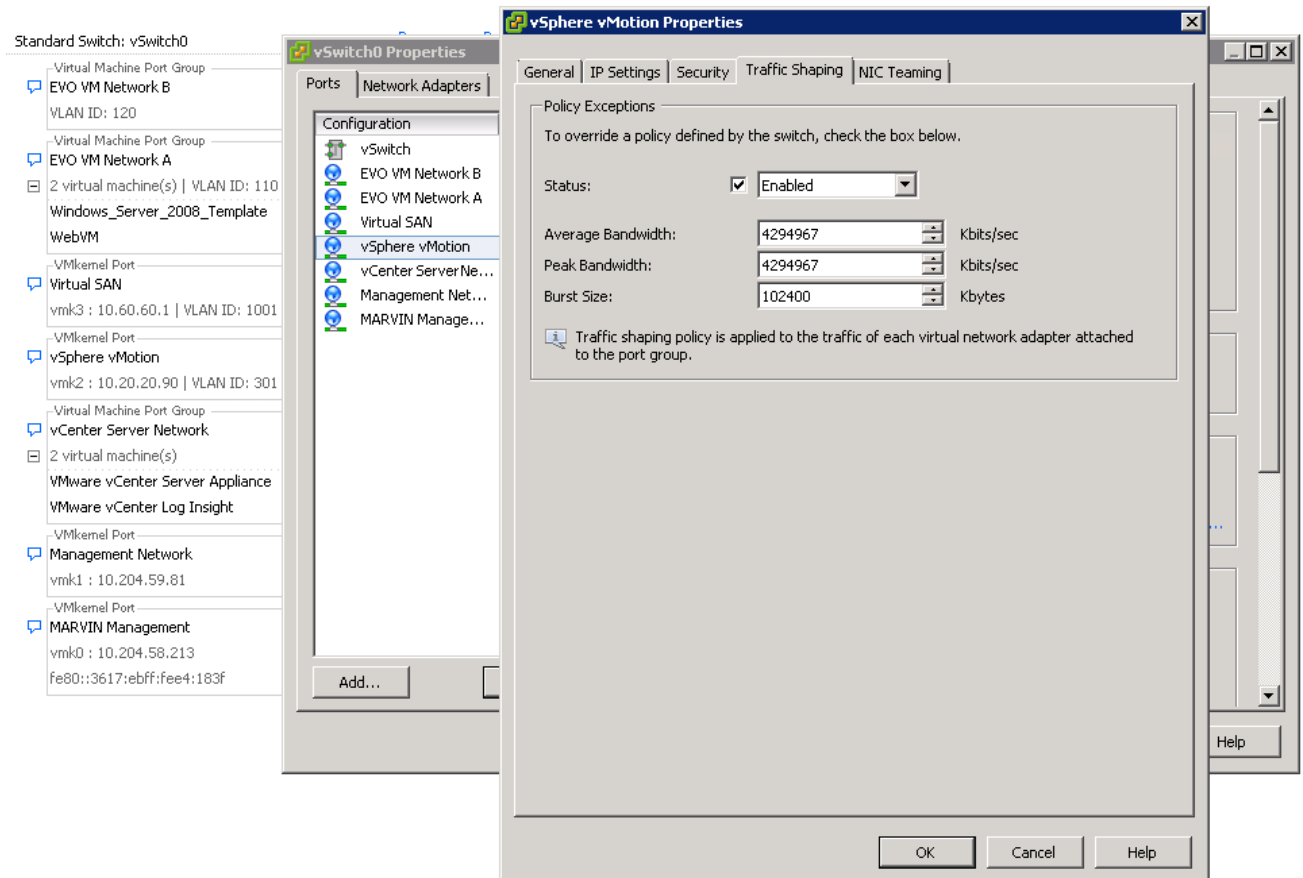 Standard Switch: vSwitch0
Virtual Machine Port Group
EVO VM Network B
VLAN ID: 120
Virtual Machine Port Group
EVO VM Network A
2 virtual machine(s) | VLAN ID: 110
Windows_Server_2008_Template
WebVM
VMkernel Port
Virtual SAN
vmk3 : 10.60.60.1 | VLAN ID: 1001
VMkernel Port
vSphere vMotion
vmk2 : 10.20.20.90 | VLAN ID: 301
Virtual Machine Port Group
vCenter Server Network
2 virtual machine(s)
VMware vCenter Server Appliance
VMware vCenter Log Insight
VMkernel Port
Management Network
vmk1 : 10.204.59.81
VMkernel Port
MARVIN Management
vmk0 : 10.204.58.213
fe80::3617:ebff:fee4:183f
vSwitch0 Properties
Ports Network Adapters
Configuration
vSwitch
EVO VM Network B
EVO VM Network A
Virtual SAN
vSphere vMotion
vCenter Server Ne...
Management Net...
MARVIN Manage...
Add...
vSphere vMotion Properties
General IP Settings Security Traffic Shaping NIC Teaming
Policy Exceptions
To override a policy defined by the switch, check the box below.
Status: Enabled
Average Bandwidth: 4294967 Kbits/sec
Peak Bandwidth: 4294967 Kbits/sec
Burst Size: 102400 Kbytes
Traffic shaping policy is applied to the traffic of each virtual network adapter attached
to the port group.
OK Cancel Help
...
Help